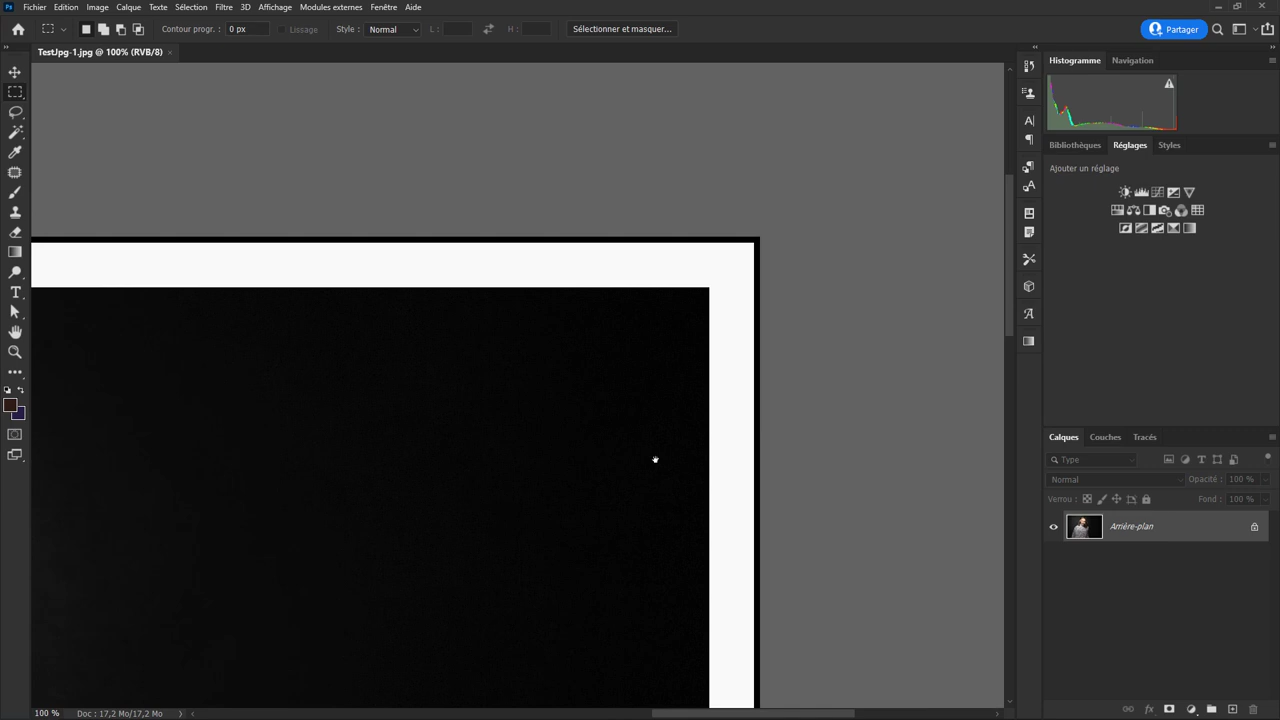 Ps Fichier Edition Image Calque Texte Sélection Filtre 3D Affichage Modules externes Fenêtre Aide
Contour progr. : 0 px Lissage Style : Normal L : H : Sélectionner et masquer... Partager
TestJpg-1.jpg @ 100% (RVB/8) ×
Histogramme Navigation
Bibliothèques Réglages Styles
Ajouter un réglage
Calques Couches Tracés
Type
Normal Opacité : 100 %
Verrou : Fond : 100 %
Arrière-plan
100 % Doc : 17,2 Mo/17,2 Mo